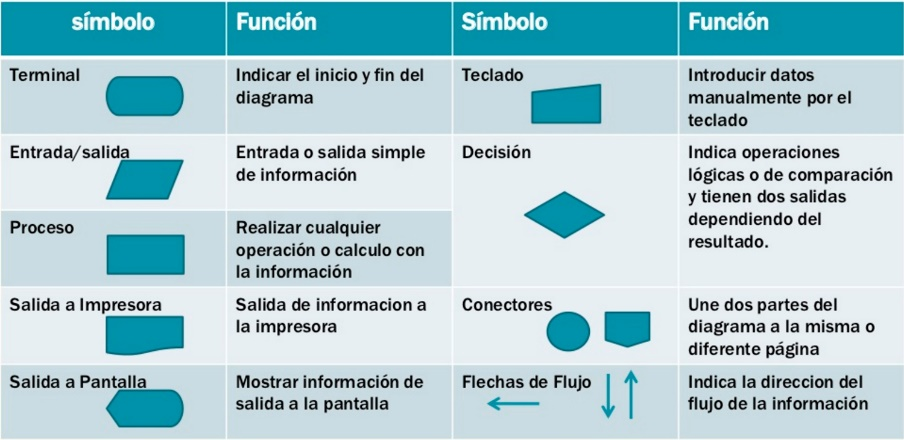 símbolo
Función
Símbolo
Función
Terminal
Indicar el inicio y fin del
diagrama
Teclado
Introducir datos
manualmente por el
teclado
Entrada/salida
Entrada o salida simple
de información
Decisión
Indica operaciones
lógicas o de comparación
y tienen dos salidas
dependiendo del
resultado.
Proceso
Realizar cualquier
operación o calculo con
la información
Salida a Impresora
Salida de informacion a
la impresora
Conectores
Une dos partes del
diagrama a la misma o
diferente página
Salida a Pantalla
Mostrar información de
salida a la pantalla
Flechas de Flujo
Indica la direccion del
flujo de la información